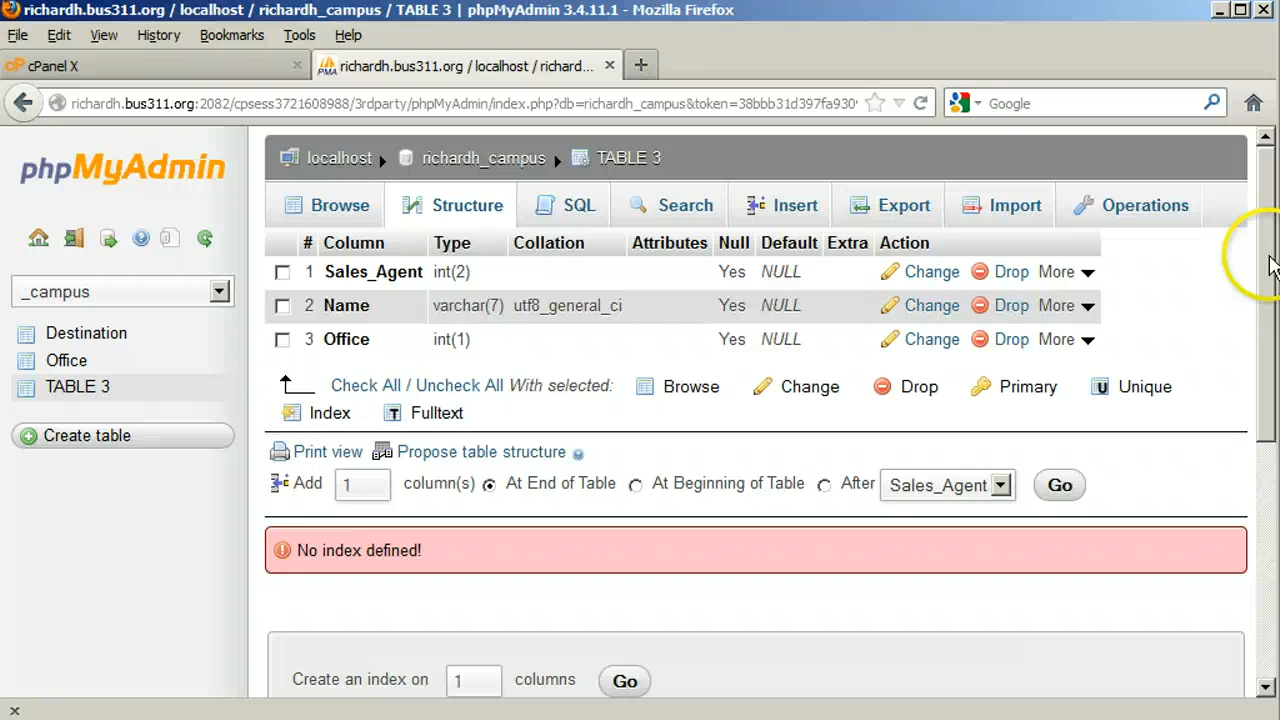 richardh.bus311.org / localhost / richardh_campus / TABLE 3 | phpMyAdmin 3.4.11.1 - Mozilla Firefox
File Edit View History Bookmarks Tools Help
cP cPanel X
PMA richardh.bus311.org / localhost / richard...
richardh.bus311.org:2082/cpsess3721608988/3rdparty/phpMyAdmin/index.php?db=richardh_campus&token=38bbb31d397fa930
Google
phpMyAdmin
_campus
Destination
Office
TABLE 3
Create table
localhost richardh_campus TABLE 3
Browse Structure SQL Search Insert Export Import Operations
# Column Type Collation Attributes Null Default Extra Action
1 Sales_Agent int(2) Yes NULL Change Drop More
2 Name varchar(7) utf8_general_ci Yes NULL Change Drop More
3 Office int(1) Yes NULL Change Drop More
Check All / Uncheck All With selected: Browse Change Drop Primary U Unique
Index T Fulltext
Print view Propose table structure
Add 1 column(s) At End of Table At Beginning of Table After Sales_Agent Go
No index defined!
Create an index on 1 columns Go